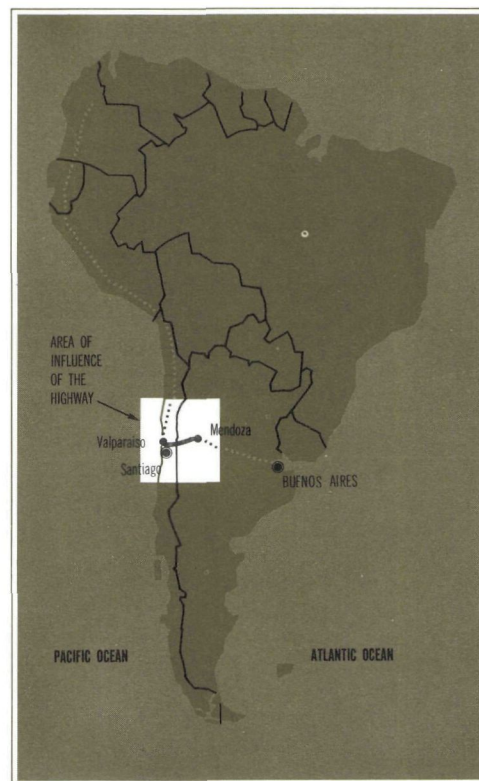 AREA OF
INFLUENCE
OF THE
HIGHWAY
Valparaiso
Mendoza
Santiago
BUENOS AIRES
PACIFIC OCEAN
ATLANTIC OCEAN